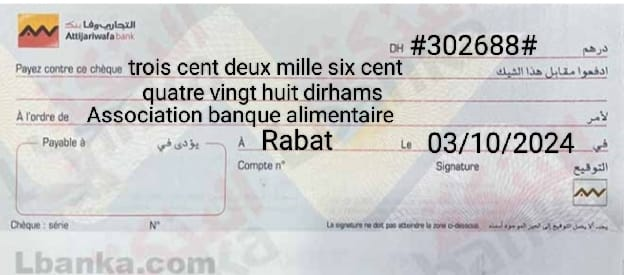 التجاري وفا بنك
Attijariwafa bank
DH #302688# درهم
Payez contre ce chèque trois cent deux mille six cent ادفعوا مقابل هذا الشيك
quatre vingt huit dirhams
À l'ordre de Association banque alimentaire لأمر
Payable à يؤدى في
À Rabat Le 03/10/2024 في
Compte n° Signature التوقيع
Chèque : série N°
La signature ne doit pas atteindre la zone ci-dessous.
Lbanka.com